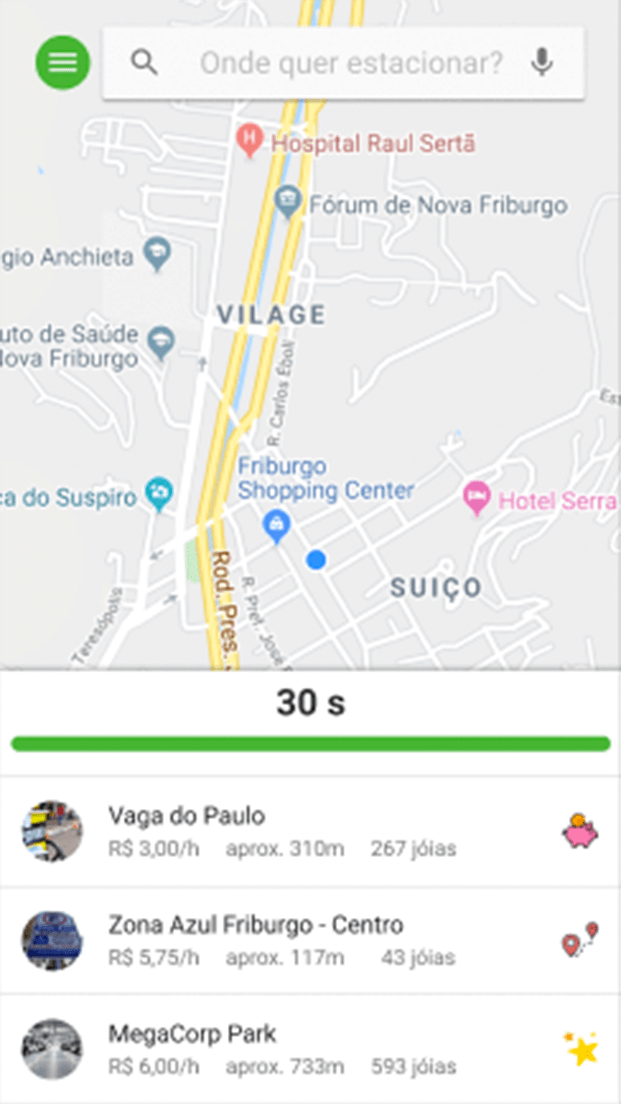 Onde quer estacionar?
H
Hospital Raul Sertã
Fórum de Nova Friburgo
gio Anchieta
VILAGE
uto de Saúde
Nova Friburgo
R. Carlos Éboli
Est
Friburgo
Shopping Center
ca do Suspiro
Hotel Serra
Rod. Pres.
R. Pref. José
SUIÇO
Teresópolis
30 s
Vaga do Paulo
R$ 3,00/h aprox. 310m 267 jóias
Zona Azul Friburgo - Centro
R$ 5,75/h aprox. 117m 43 jóias
MegaCorp Park
R$ 6,00/h aprox. 733m 593 jóias